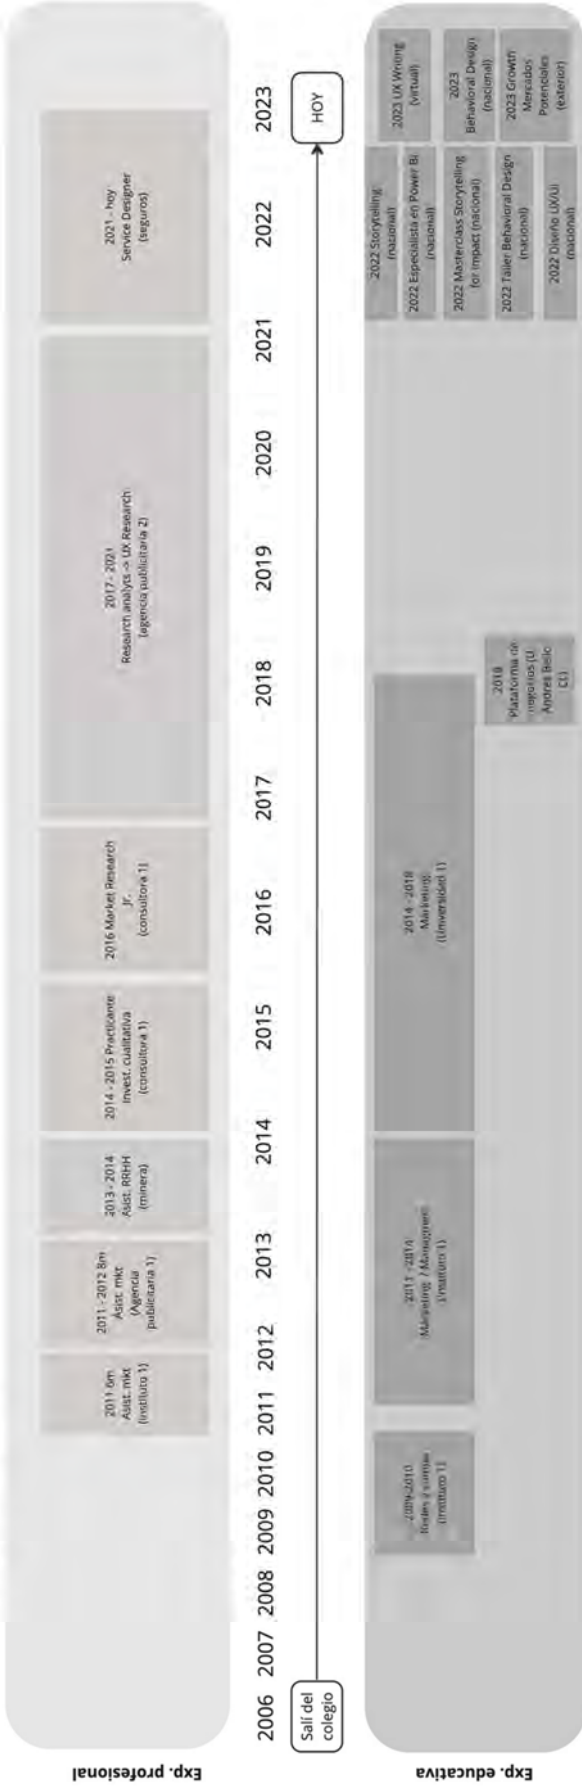 Exp. profesional
2011 6m
Asist. mkt
(instituto 1)
2011 - 2012 8m
Asist. mkt
(Agencia
publicitaria 1)
2013 - 2014
Asist. RRHH
(minera)
2014 - 2015 Practicante
Invest. cualitativa
(consultora 1)
2016 Market Research
Jr.
(consultora 1)
2017 - 2021
Research analyts -> UX Research
(agencia publicitaria 2)
2021 - hoy
Service Designer
(seguros)
2006 2007 2008 2009 2010 2011 2012 2013 2014 2015 2016 2017 2018 2019 2020 2021 2022 2023
Salí del
colegio
HOY
Exp. educativa
2009-2010
(Instituto 1)
2011 -2014
Marketing / Managment
(Instituto 1)
2014 -2018
Marketing
(Unversidad 1)
2018
Plataforma de
negocios (U.
Andres Bello
CL)
2022 Storytelling
(nacional)
2022 Especialista en Power Bi
(nacional)
2022 Masterclass Storytelling
for Impact (nacional)
2022 Taller Behavioral Design
(nacional)
2022 Diseño UX/UI
(nacional)
2023 UX Writing
(virtual)
2023
Behavioral Design
(nacional)
2023 Growth
Mercados
Potenciales
(exterior)